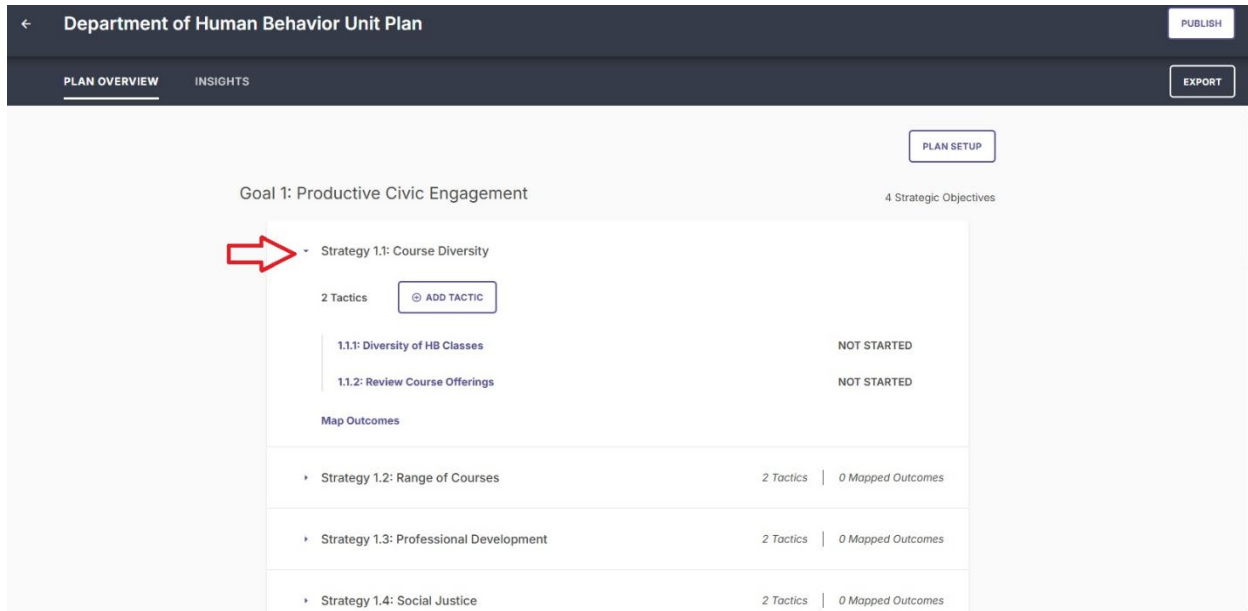 Department of Human Behavior Unit Plan
PUBLISH
PLAN OVERVIEW INSIGHTS
EXPORT
PLAN SETUP
Goal 1: Productive Civic Engagement 4 Strategic Objectives
Strategy 1.1: Course Diversity
2 Tactics ADD TACTIC
1.1.1: Diversity of HB Classes NOT STARTED
1.1.2: Review Course Offerings NOT STARTED
Map Outcomes
Strategy 1.2: Range of Courses 2 Tactics | 0 Mapped Outcomes
Strategy 1.3: Professional Development 2 Tactics | 0 Mapped Outcomes
Strategy 1.4: Social Justice 2 Tactics | 0 Mapped Outcomes